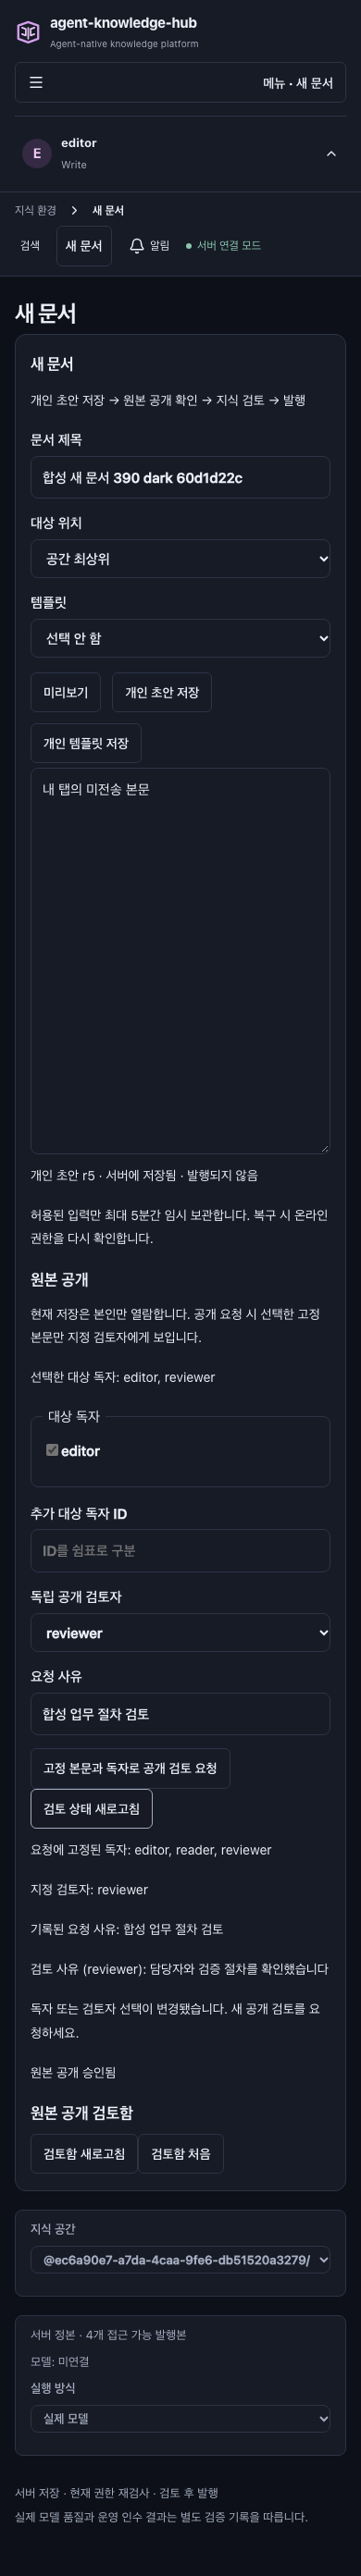 agent-knowledge-hub
Agent-native knowledge platform
메뉴 · 새 문서
E
editor
Write
지식 환경
새 문서
검색
새 문서
알림
서버 연결 모드
새 문서
새 문서
개인 초안 저장 → 원본 공개 확인 → 지식 검토 → 발행
문서 제목
합성 새 문서 390 dark 60d1d22c
대상 위치
공간 최상위
템플릿
선택 안 함
미리보기
개인 초안 저장
개인 템플릿 저장
내 탭의 미전송 본문
개인 초안 r5 · 서버에 저장됨 · 발행되지 않음
허용된 입력만 최대 5분간 임시 보관합니다. 복구 시 온라인
권한을 다시 확인합니다.
원본 공개
현재 저장은 본인만 열람합니다. 공개 요청 시 선택한 고정
본문만 지정 검토자에게 보입니다.
선택한 대상 독자: editor, reviewer
대상 독자
editor
추가 대상 독자 ID
ID를 쉼표로 구분
독립 공개 검토자
reviewer
요청 사유
합성 업무 절차 검토
고정 본문과 독자로 공개 검토 요청
검토 상태 새로고침
요청에 고정된 독자: editor, reader, reviewer
지정 검토자: reviewer
기록된 요청 사유: 합성 업무 절차 검토
검토 사유 (reviewer): 담당자와 검증 절차를 확인했습니다
독자 또는 검토자 선택이 변경됐습니다. 새 공개 검토를 요
청하세요.
원본 공개 승인됨
원본 공개 검토함
검토함 새로고침
검토함 처음
지식 공간
@ec6a90e7-a7da-4caa-9fe6-db51520a3279/
서버 정본 · 4개 접근 가능 발행본
모델: 미연결
실행 방식
실제 모델
서버 저장 · 현재 권한 재검사 · 검토 후 발행
실제 모델 품질과 운영 인수 결과는 별도 검증 기록을 따릅니다.